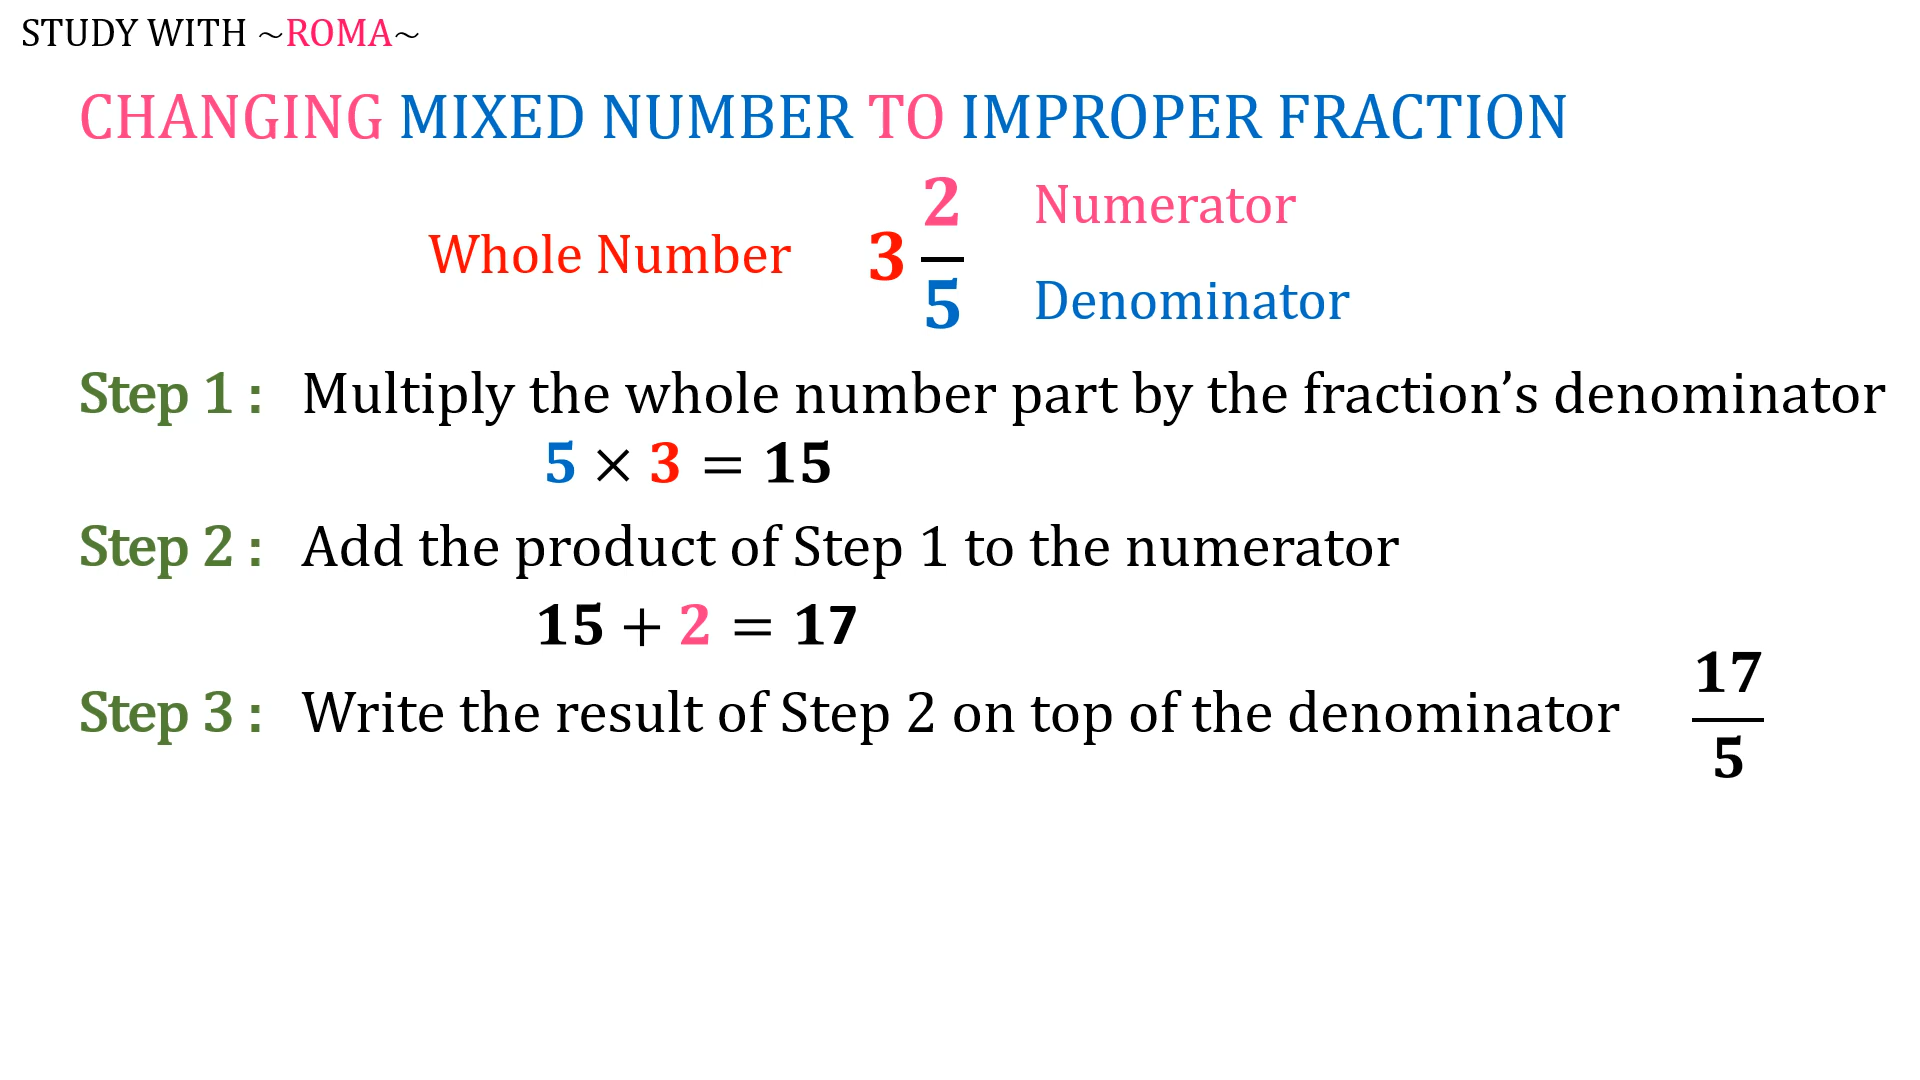 STUDY WITH ~ROMA~
CHANGING MIXED NUMBER TO IMPROPER FRACTION
2 Numerator
Whole Number 3
5 Denominator
Step 1 : Multiply the whole number part by the fraction’s denominator
5 × 3 = 15
Step 2 : Add the product of Step 1 to the numerator
15 + 2 = 17
Step 3 : Write the result of Step 2 on top of the denominator
17
5